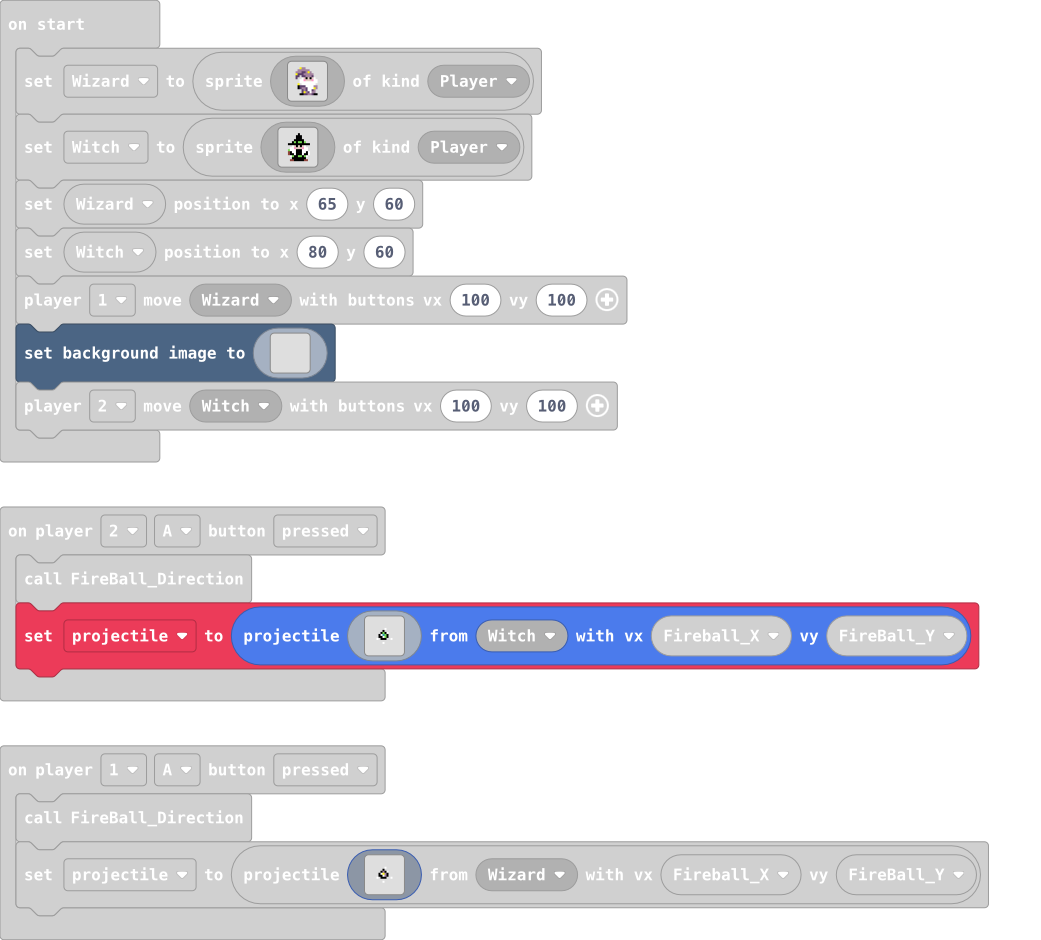 on start
set Wizard to sprite of kind Player
set Witch to sprite of kind Player
set Wizard position to x 65 y 60
set Witch position to x 80 y 60
player 1 move Wizard with buttons vx 100 vy 100
set background image to
player 2 move Witch with buttons vx 100 vy 100
on player 2 A button pressed
call FireBall_Direction
set projectile to projectile from Witch with vx Fireball_X vy FireBall_Y
on player 1 A button pressed
call FireBall_Direction
set projectile to projectile from Wizard with vx Fireball_X vy FireBall_Y